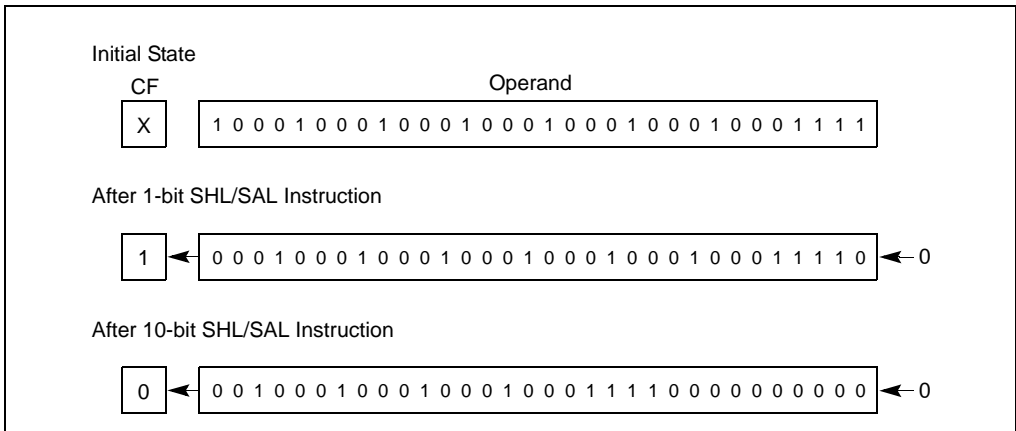 Initial State
CF Operand
X 1 0 0 0 1 0 0 0 1 0 0 0 1 0 0 0 1 0 0 0 1 0 0 0 1 0 0 0 1 1 1 1
After 1-bit SHL/SAL Instruction
1 0 0 0 1 0 0 0 1 0 0 0 1 0 0 0 1 0 0 0 1 0 0 0 1 0 0 0 1 1 1 1 0 0
After 10-bit SHL/SAL Instruction
0 0 0 1 0 0 0 1 0 0 0 1 0 0 0 1 0 0 0 1 1 1 1 0 0 0 0 0 0 0 0 0 0 0